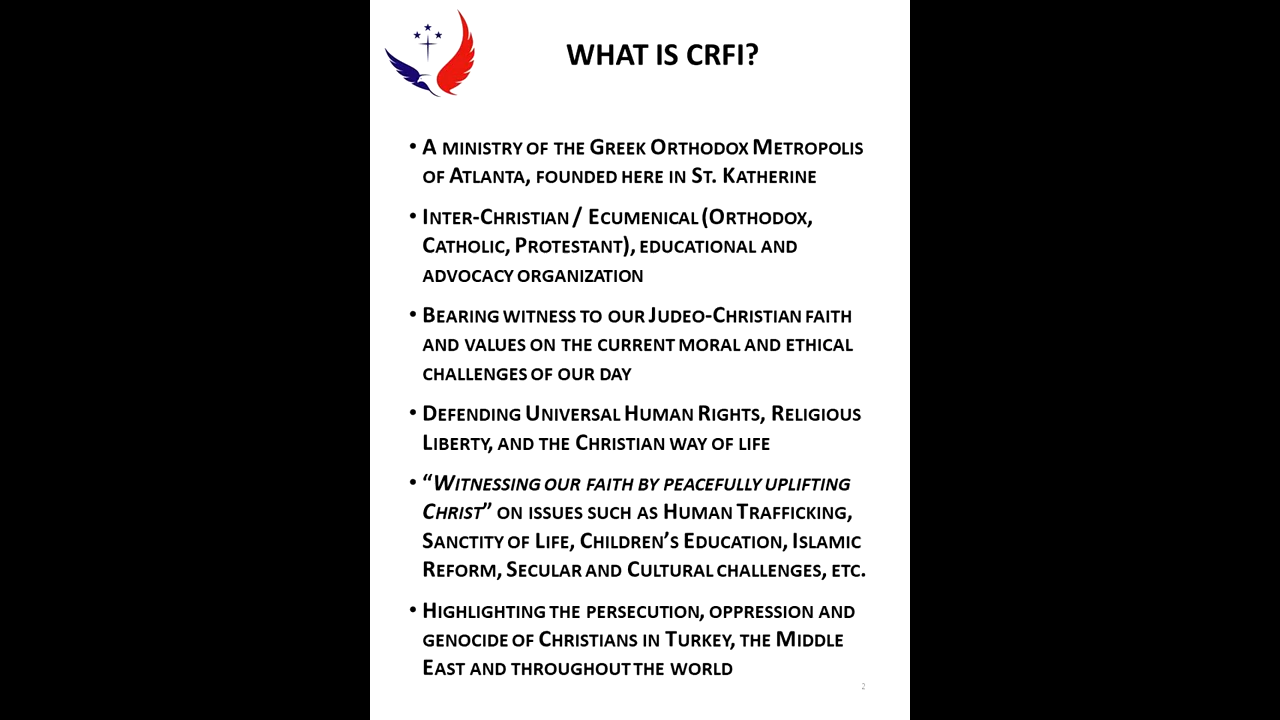 WHAT IS CRFI?
• A MINISTRY OF THE GREEK ORTHODOX METROPOLIS
OF ATLANTA, FOUNDED HERE IN ST. KATHERINE
• INTER-CHRISTIAN / ECUMENICAL (ORTHODOX,
CATHOLIC, PROTESTANT), EDUCATIONAL AND
ADVOCACY ORGANIZATION
• BEARING WITNESS TO OUR JUDEO-CHRISTIAN FAITH
AND VALUES ON THE CURRENT MORAL AND ETHICAL
CHALLENGES OF OUR DAY
• DEFENDING UNIVERSAL HUMAN RIGHTS, RELIGIOUS
LIBERTY, AND THE CHRISTIAN WAY OF LIFE
• “WITNESSING OUR FAITH BY PEACEFULLY UPLIFTING
CHRIST” ON ISSUES SUCH AS HUMAN TRAFFICKING,
SANCTITY OF LIFE, CHILDREN’S EDUCATION, ISLAMIC
REFORM, SECULAR AND CULTURAL CHALLENGES, ETC.
• HIGHLIGHTING THE PERSECUTION, OPPRESSION AND
GENOCIDE OF CHRISTIANS IN TURKEY, THE MIDDLE
EAST AND THROUGHOUT THE WORLD
2